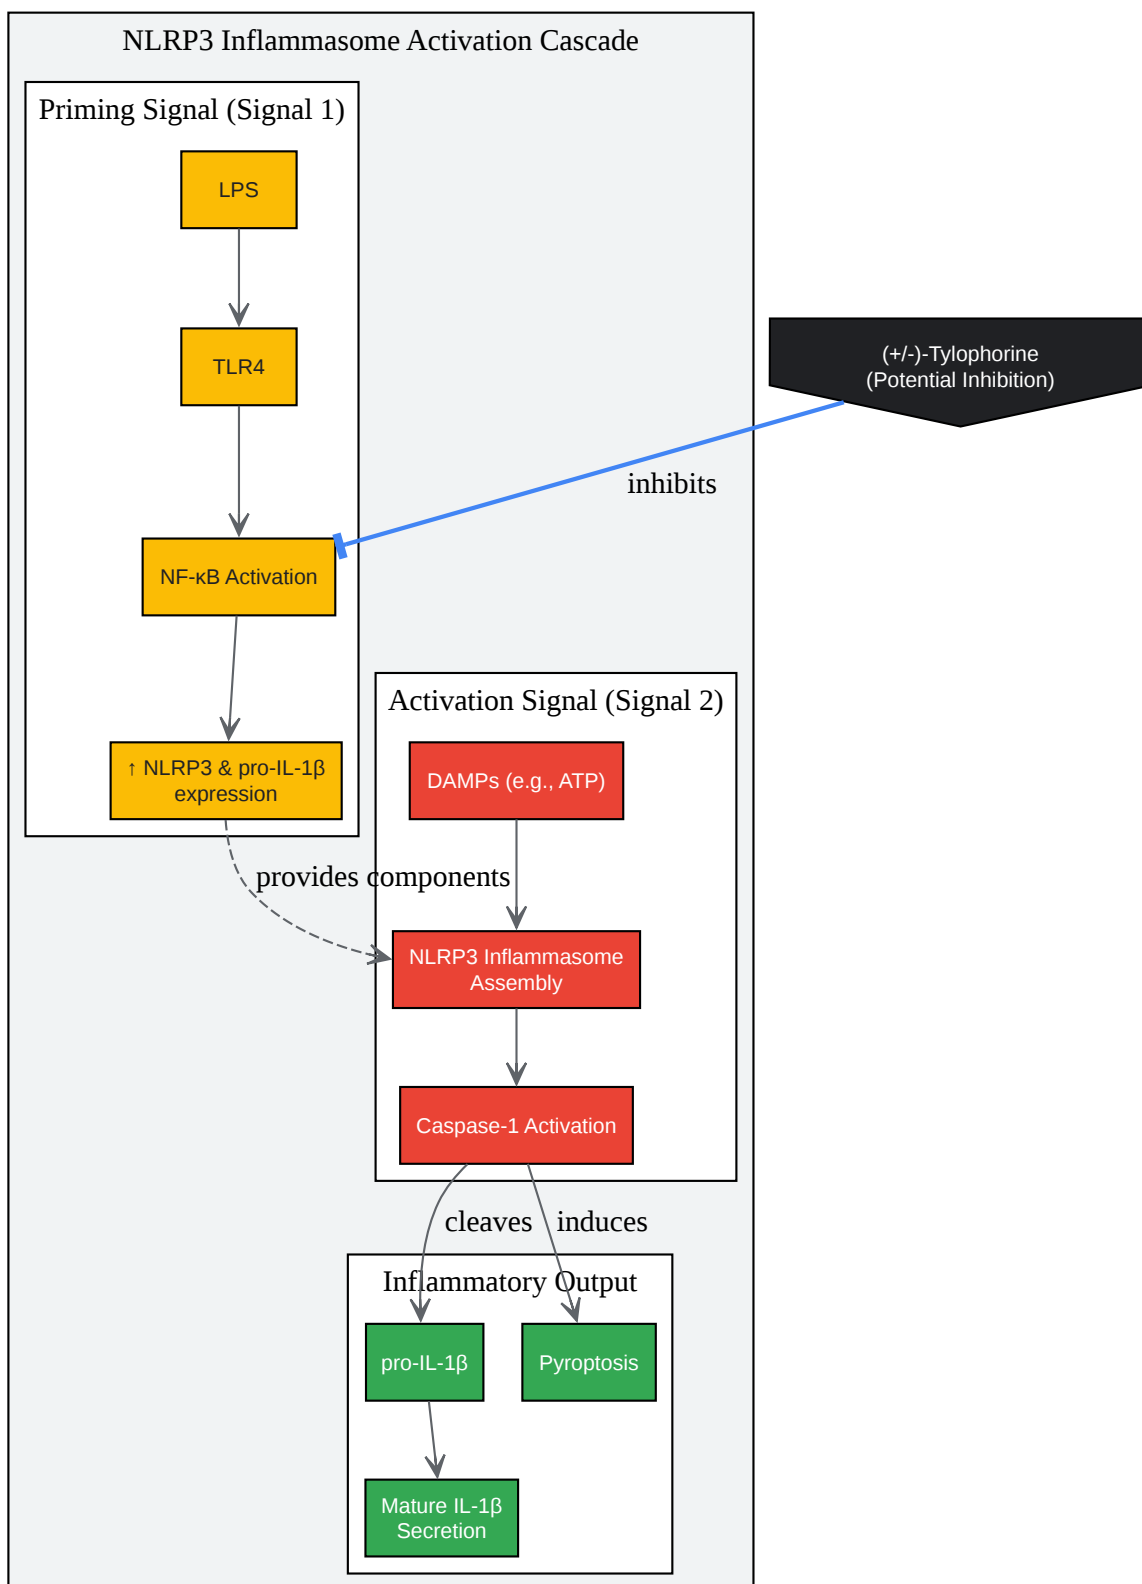 NLRP3 Inflammasome Activation Cascade
Priming Signal (Signal 1)
LPS
TLR4
(+/-)-Tylophorine
(Potential Inhibition)
inhibits
NF-κB Activation
Activation Signal (Signal 2)
↑ NLRP3 & pro-IL-1β
expression
DAMPs (e.g., ATP)
provides components
NLRP3 Inflammasome
Assembly
Caspase-1 Activation
cleaves
induces
Inflammatory Output
pro-IL-1β
Pyroptosis
Mature IL-1β
Secretion